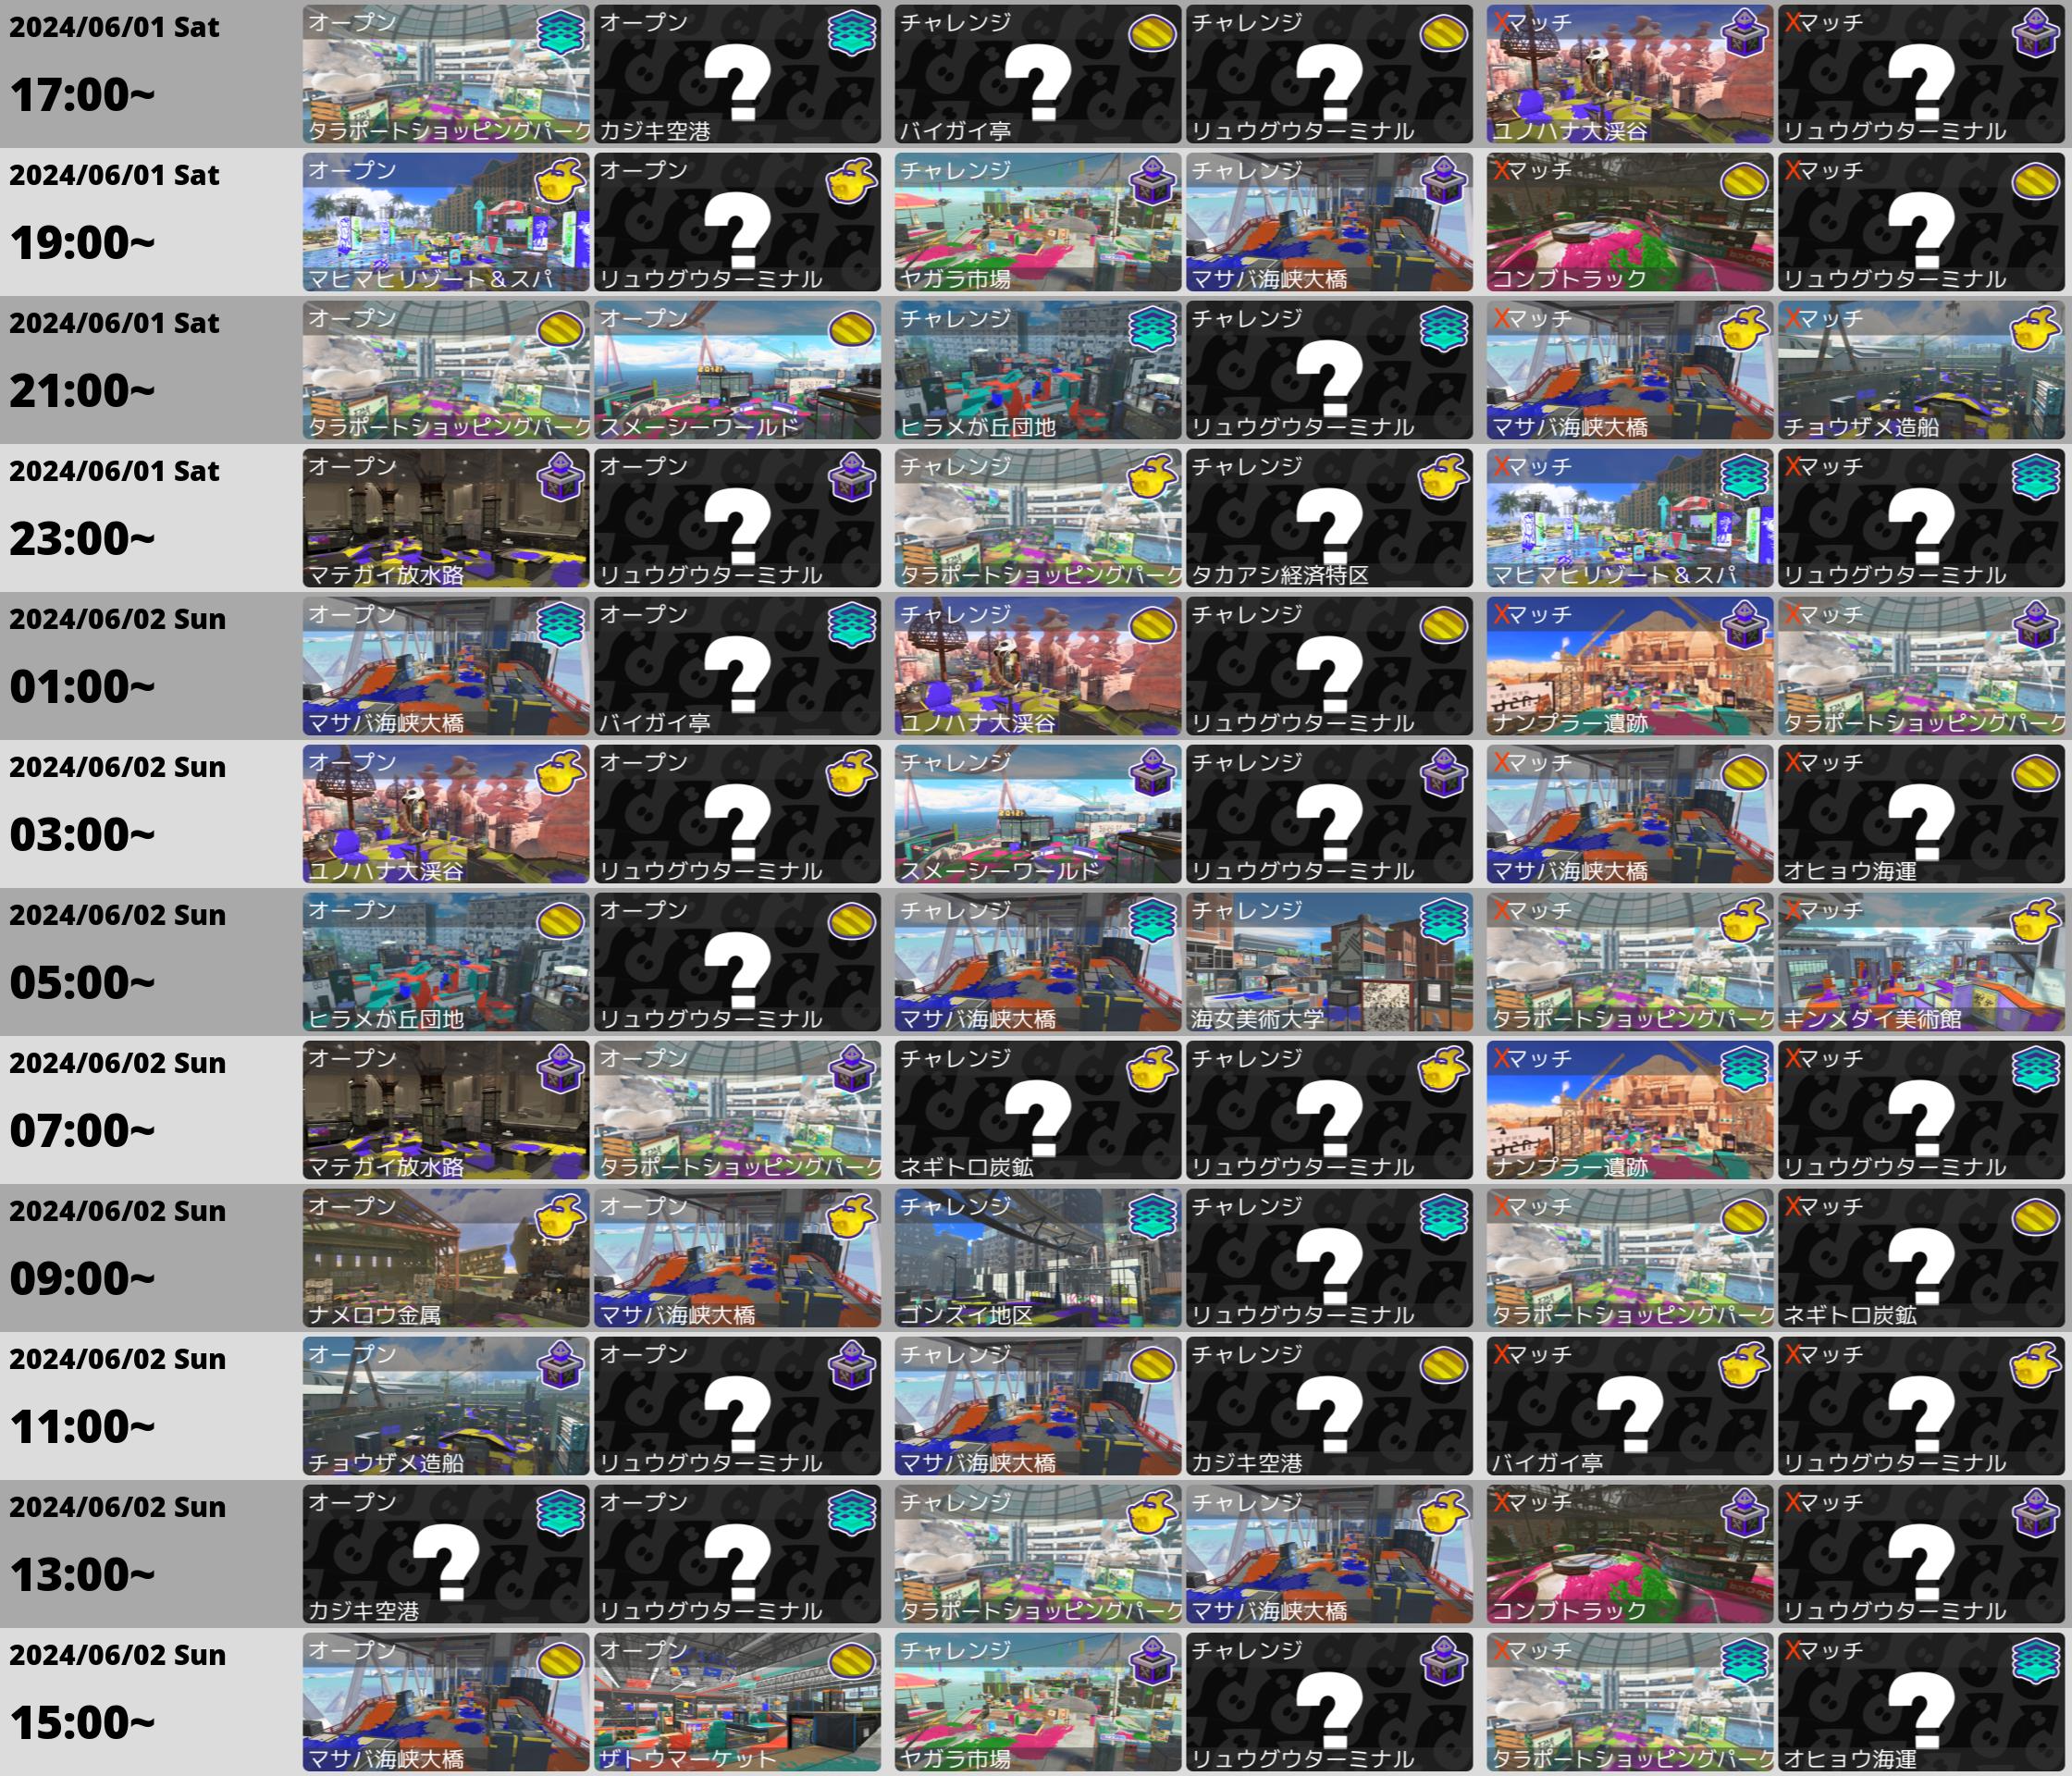 2024/06/01 Sat
17:00~
オープン
タラポートショッピングパーク
オープン
カジキ空港
チャレンジ
バイガイ亭
チャレンジ
リュウグウターミナル
Xマッチ
ユノハナ大渓谷
Xマッチ
リュウグウターミナル
2024/06/01 Sat
19:00~
オープン
マヒマヒリゾート＆スパ
オープン
リュウグウターミナル
チャレンジ
ヤガラ市場
チャレンジ
マサバ海峡大橋
Xマッチ
コンブトラック
Xマッチ
リュウグウターミナル
2024/06/01 Sat
21:00~
オープン
タラポートショッピングパーク
オープン
スメーシーワールド
チャレンジ
ヒラメが丘団地
チャレンジ
リュウグウターミナル
Xマッチ
マサバ海峡大橋
Xマッチ
チョウザメ造船
2024/06/01 Sat
23:00~
オープン
マテガイ放水路
オープン
リュウグウターミナル
チャレンジ
タラポートショッピングパーク
チャレンジ
タカアシ経済特区
Xマッチ
マヒマヒリゾート＆スパ
Xマッチ
リュウグウターミナル
2024/06/02 Sun
01:00~
オープン
マサバ海峡大橋
オープン
バイガイ亭
チャレンジ
ユノハナ大渓谷
チャレンジ
リュウグウターミナル
Xマッチ
ナンプラー遺跡
Xマッチ
タラポートショッピングパーク
2024/06/02 Sun
03:00~
オープン
ユノハナ大渓谷
オープン
リュウグウターミナル
チャレンジ
スメーシーワールド
チャレンジ
リュウグウターミナル
Xマッチ
マサバ海峡大橋
Xマッチ
オヒョウ海運
2024/06/02 Sun
05:00~
オープン
ヒラメが丘団地
オープン
リュウグウターミナル
チャレンジ
マサバ海峡大橋
チャレンジ
海女美術大学
Xマッチ
タラポートショッピングパーク
Xマッチ
キンメダイ美術館
2024/06/02 Sun
07:00~
オープン
マテガイ放水路
オープン
タラポートショッピングパーク
チャレンジ
ネギトロ炭鉱
チャレンジ
リュウグウターミナル
Xマッチ
ナンプラー遺跡
Xマッチ
リュウグウターミナル
2024/06/02 Sun
09:00~
オープン
ナメロウ金属
オープン
マサバ海峡大橋
チャレンジ
ゴンズイ地区
チャレンジ
リュウグウターミナル
Xマッチ
タラポートショッピングパーク
Xマッチ
ネギトロ炭鉱
2024/06/02 Sun
11:00~
オープン
チョウザメ造船
オープン
リュウグウターミナル
チャレンジ
マサバ海峡大橋
チャレンジ
カジキ空港
Xマッチ
バイガイ亭
Xマッチ
リュウグウターミナル
2024/06/02 Sun
13:00~
オープン
カジキ空港
オープン
リュウグウターミナル
チャレンジ
タラポートショッピングパーク
チャレンジ
マサバ海峡大橋
Xマッチ
コンブトラック
Xマッチ
リュウグウターミナル
2024/06/02 Sun
15:00~
オープン
マサバ海峡大橋
オープン
ザトウマーケット
チャレンジ
ヤガラ市場
チャレンジ
リュウグウターミナル
Xマッチ
タラポートショッピングパーク
Xマッチ
オヒョウ海運